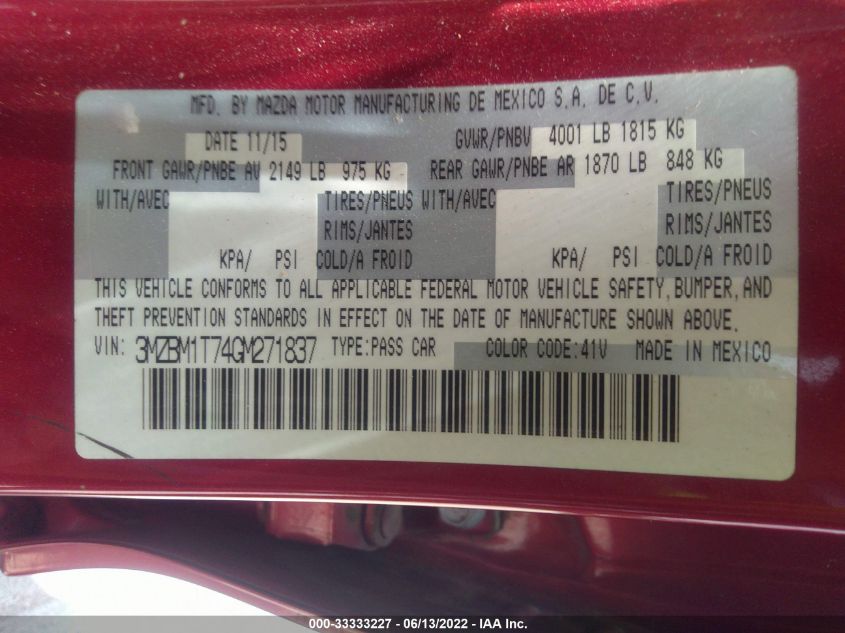 MFD. BY MAZDA MOTOR MANUFACTURING DE MEXICO S.A. DE C.V.
DATE 11/15 GVWR/PNBV 4001 LB 1815 KG
FRONT GAWR/PNBE AV 2149 LB 975 KG REAR GAWR/PNBE AR 1870 LB 848 KG
WITH/AVEC TIRES/PNEUS WITH/AVEC TIRES/PNEUS
RIMS/JANTES RIMS/JANTES
KPA/ PSI COLD/A FROID KPA/ PSI COLD/A FROID
THIS VEHICLE CONFORMS TO ALL APPLICABLE FEDERAL MOTOR VEHICLE SAFETY, BUMPER, AND
THEFT PREVENTION STANDARDS IN EFFECT ON THE DATE OF MANUFACTURE SHOWN ABOVE.
VIN: 3MZBM1T74GM271837 TYPE:PASS CAR COLOR CODE:41V MADE IN MEXICO
000-33333227 - 06/13/2022 - IAA Inc.